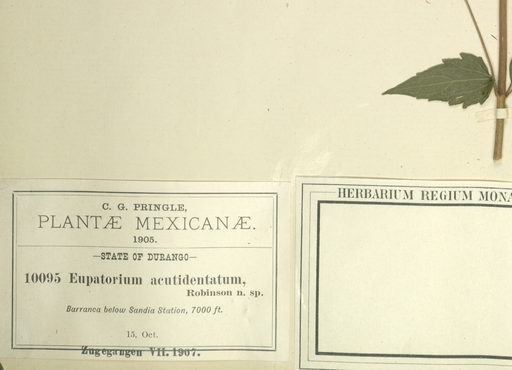 C. G. PRINGLE,
PLANTÆ MEXICANÆ.
1905.
—STATE OF DURANGO—
10095 Eupatorium acutidentatum,
Robinson n. sp.
Barranca below Sandia Station, 7000 ft.
15, Oct.
Zugegangen VII. 1907.
HERBARIUM REGIUM